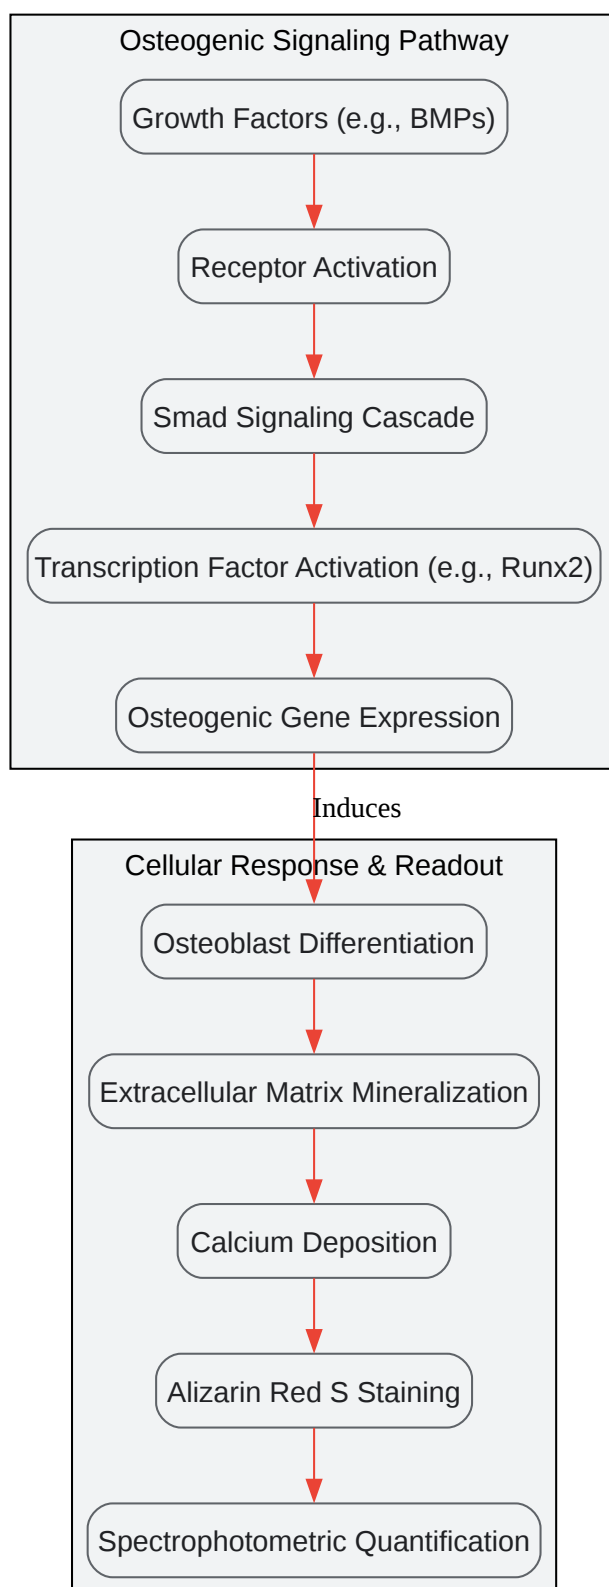 Osteogenic Signaling Pathway
Growth Factors (e.g., BMPs)
Receptor Activation
Smad Signaling Cascade
Transcription Factor Activation (e.g., Runx2)
Osteogenic Gene Expression
Induces
Cellular Response & Readout
Osteoblast Differentiation
Extracellular Matrix Mineralization
Calcium Deposition
Alizarin Red S Staining
Spectrophotometric Quantification